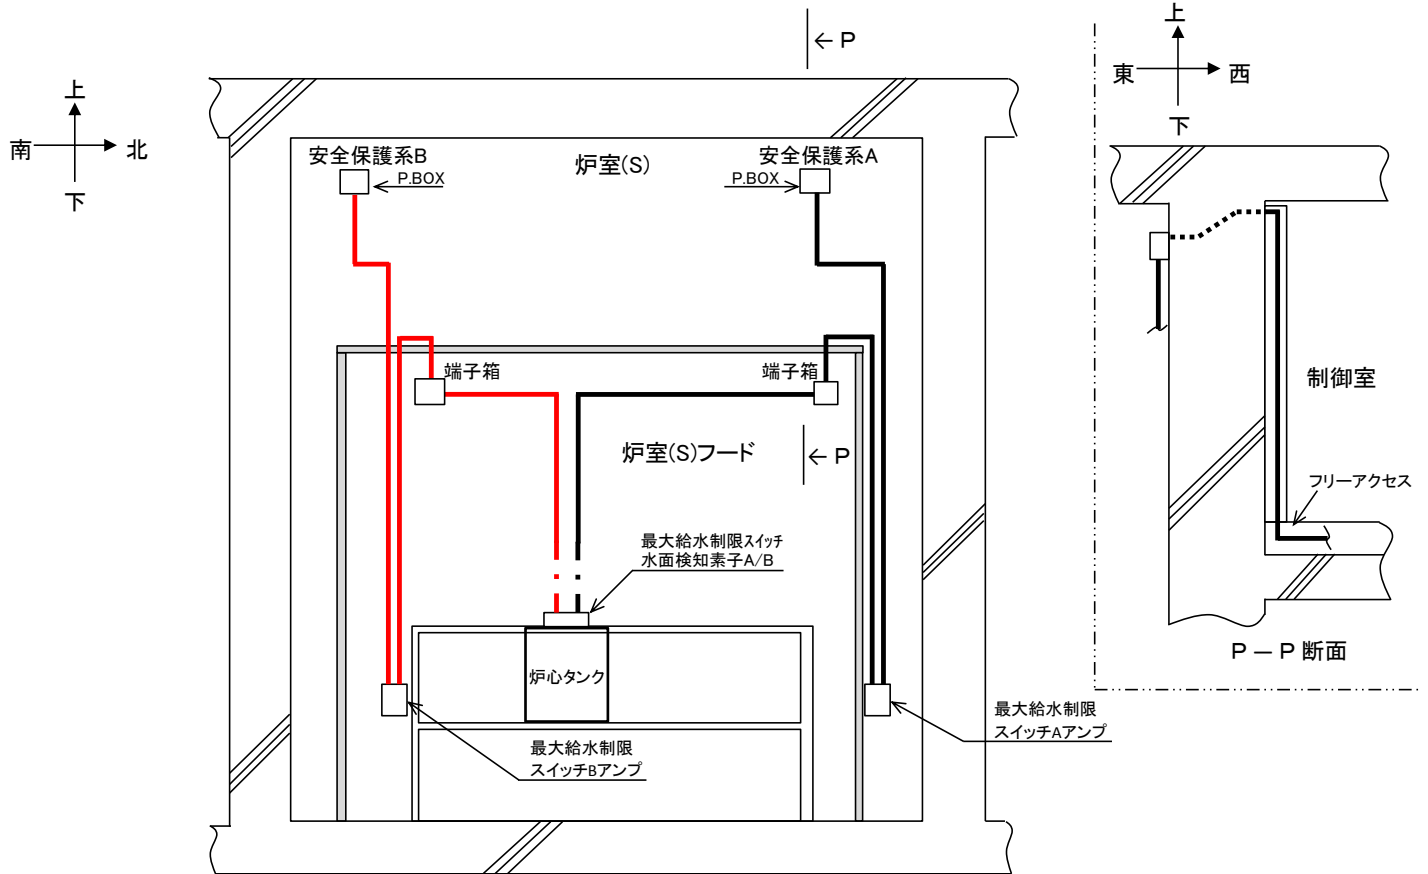 ←P
上
南
北
下
上
東
西
下
安全保護系B
P.BOX
炉室(S)
安全保護系A
P.BOX
端子箱
端子箱
制御室
炉室(S)フード
←P
フリーアクセス
最大給水制限スイッチ
水面検知素子A/B
P－P断面
炉心タンク
最大給水制限
スイッチAアンプ
最大給水制限
スイッチBアンプ